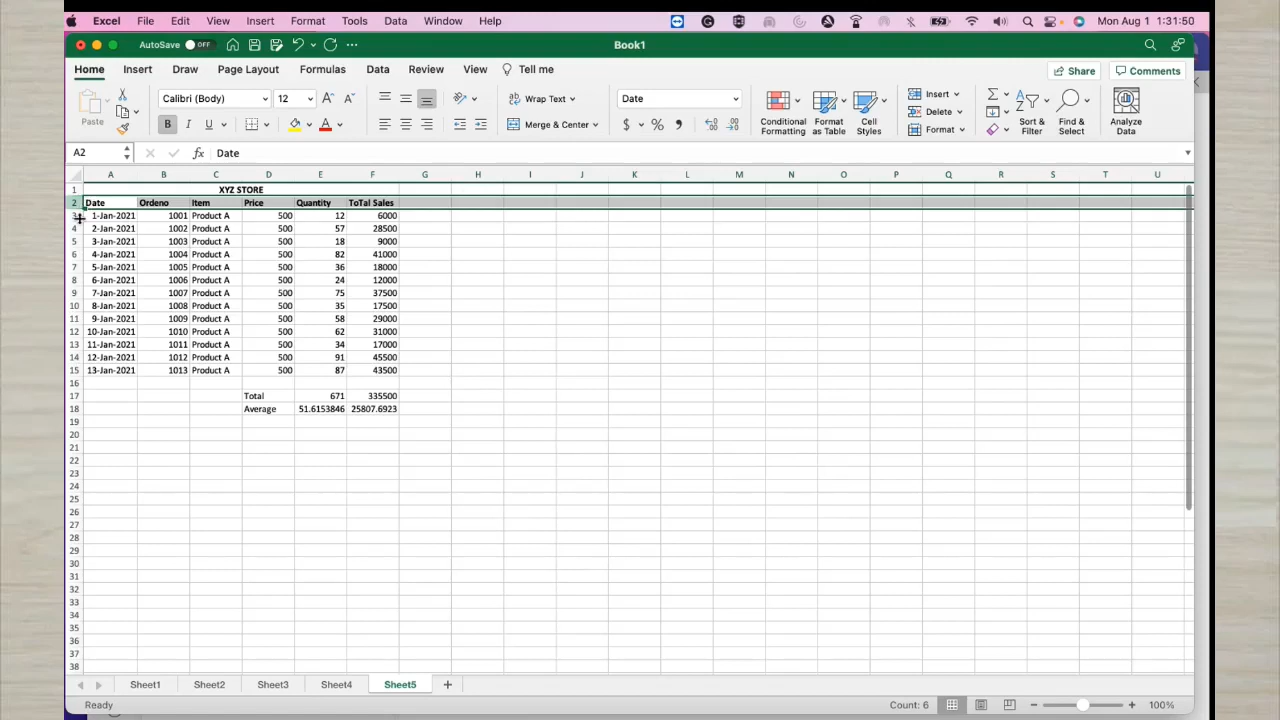 Excel File Edit View Insert Format Tools Data Window Help Mon Aug 1 1:31:50
AutoSave OFF Book1
Home Insert Draw Page Layout Formulas Data Review View Tell me Share Comments
Paste Calibri (Body) 12 A A Wrap Text Date Conditional Formatting Format as Table Cell Styles Insert Sort & Filter Find & Select Analyze Data
B I U A Merge & Center $ % Delete Format
A2 fx Date
A B C D E F G H I J K L M N O P Q R S T U
1 XYZ STORE
2 Date Ordeno Item Price Quantity ToTal Sales
3 1-Jan-2021 1001 Product A 500 12 6000
4 2-Jan-2021 1002 Product A 500 57 28500
5 3-Jan-2021 1003 Product A 500 18 9000
6 4-Jan-2021 1004 Product A 500 82 41000
7 5-Jan-2021 1005 Product A 500 36 18000
8 6-Jan-2021 1006 Product A 500 24 12000
9 7-Jan-2021 1007 Product A 500 75 37500
10 8-Jan-2021 1008 Product A 500 35 17500
11 9-Jan-2021 1009 Product A 500 58 29000
12 10-Jan-2021 1010 Product A 500 62 31000
13 11-Jan-2021 1011 Product A 500 34 17000
14 12-Jan-2021 1012 Product A 500 91 45500
15 13-Jan-2021 1013 Product A 500 87 43500
16
17 Total 671 335500
18 Average 51.6153846 25807.6923
19
20
21
22
23
24
25
26
27
28
29
30
31
32
33
34
35
36
37
38
Sheet1 Sheet2 Sheet3 Sheet4 Sheet5 +
Ready Count: 6 100%